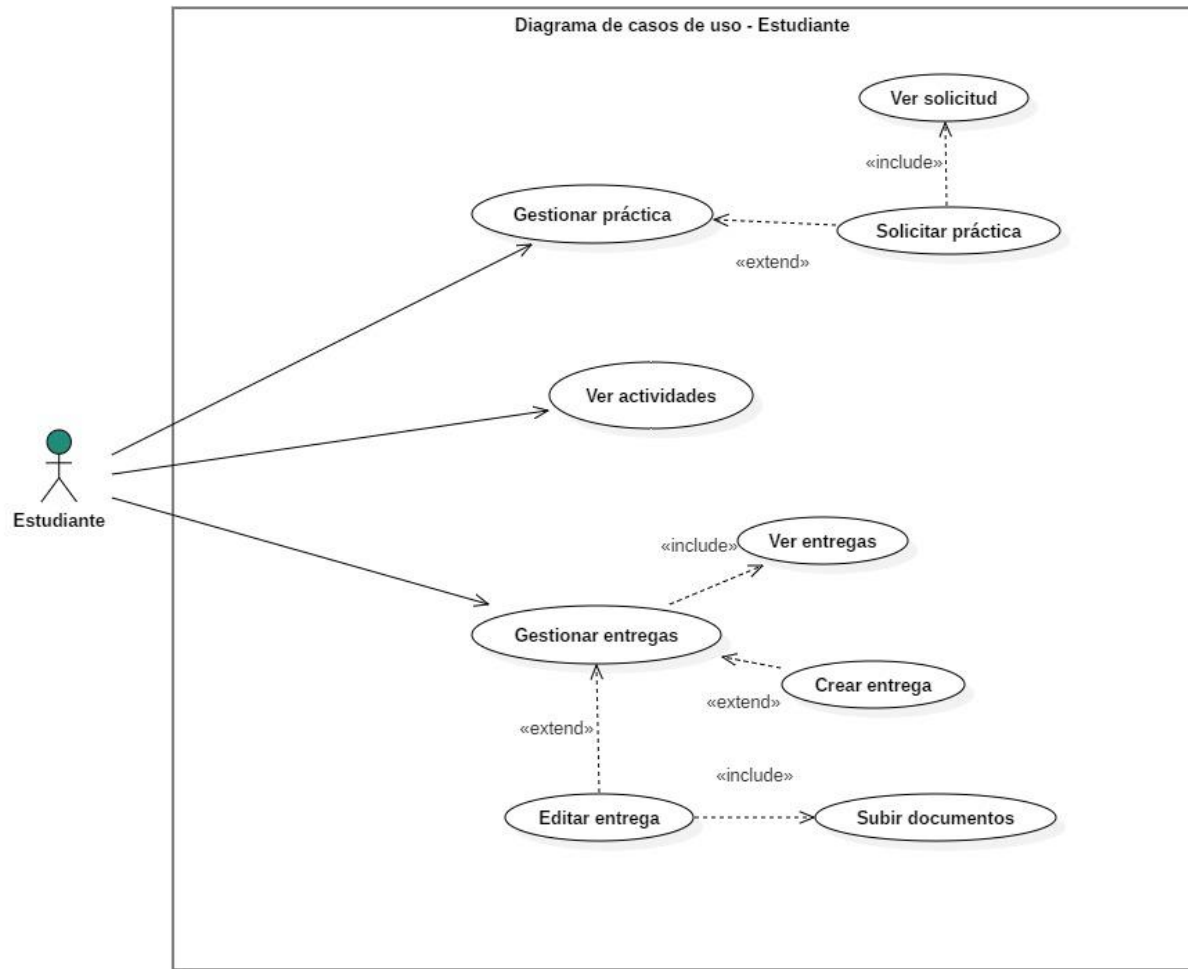 Diagrama de casos de uso - Estudiante
Ver solicitud
«include»
Gestionar práctica
Solicitar práctica
«extend»
Ver actividades
Estudiante
Ver entregas
«include»
Gestionar entregas
Crear entrega
«extend»
«extend»
«include»
Editar entrega
Subir documentos